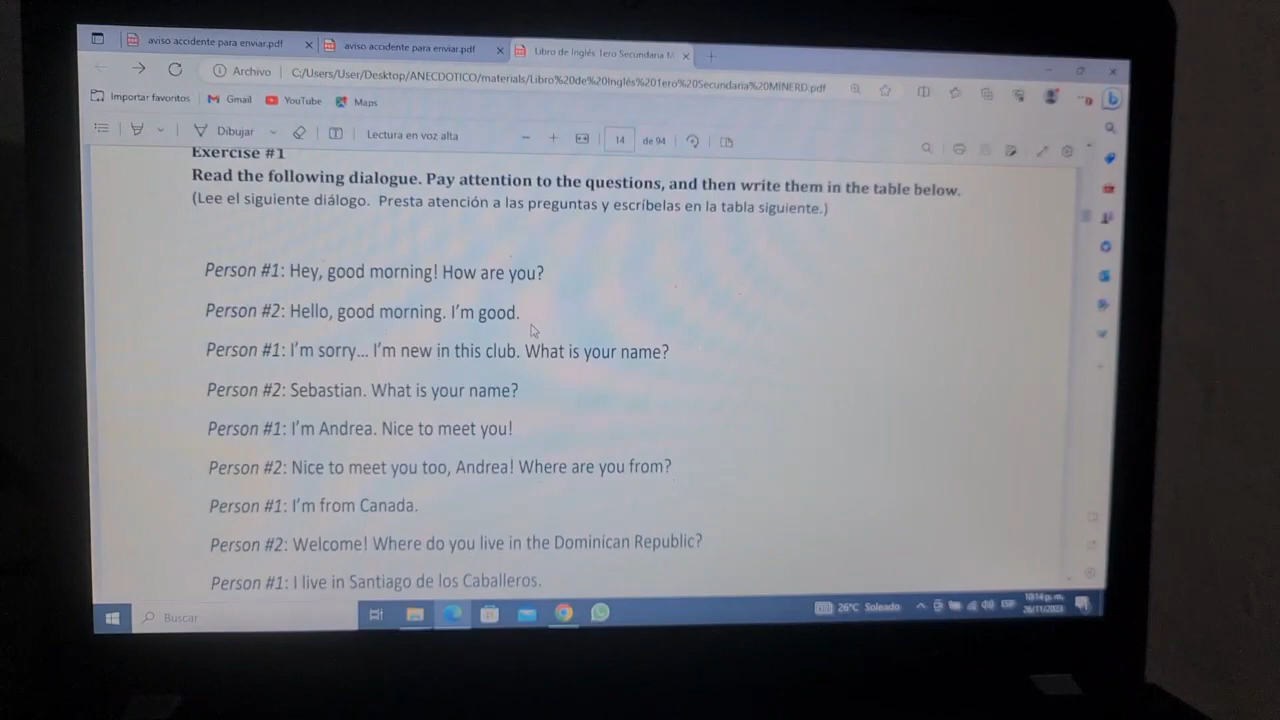 aviso accidente para enviar.pdf
aviso accidente para enviar.pdf
Libro de Inglés 1ero Secundaria M
Archivo
C:/Users/User/Desktop/ANECDOTICO/materials/Libro%20de%20Inglés%201ero%20Secundaria%20MINERD.pdf
Importar favoritos
Gmail
YouTube
Maps
Dibujar
Lectura en voz alta
14
de 94
Exercise #1
Read the following dialogue. Pay attention to the questions, and then write them in the table below.
(Lee el siguiente diálogo. Presta atención a las preguntas y escríbelas en la tabla siguiente.)
Person #1: Hey, good morning! How are you?
Person #2: Hello, good morning. I'm good.
Person #1: I'm sorry... I'm new in this club. What is your name?
Person #2: Sebastian. What is your name?
Person #1: I'm Andrea. Nice to meet you!
Person #2: Nice to meet you too, Andrea! Where are you from?
Person #1: I'm from Canada.
Person #2: Welcome! Where do you live in the Dominican Republic?
Person #1: I live in Santiago de los Caballeros.
Buscar
26°C Soleado
ESP
10:14 p. m.
26/11/2023